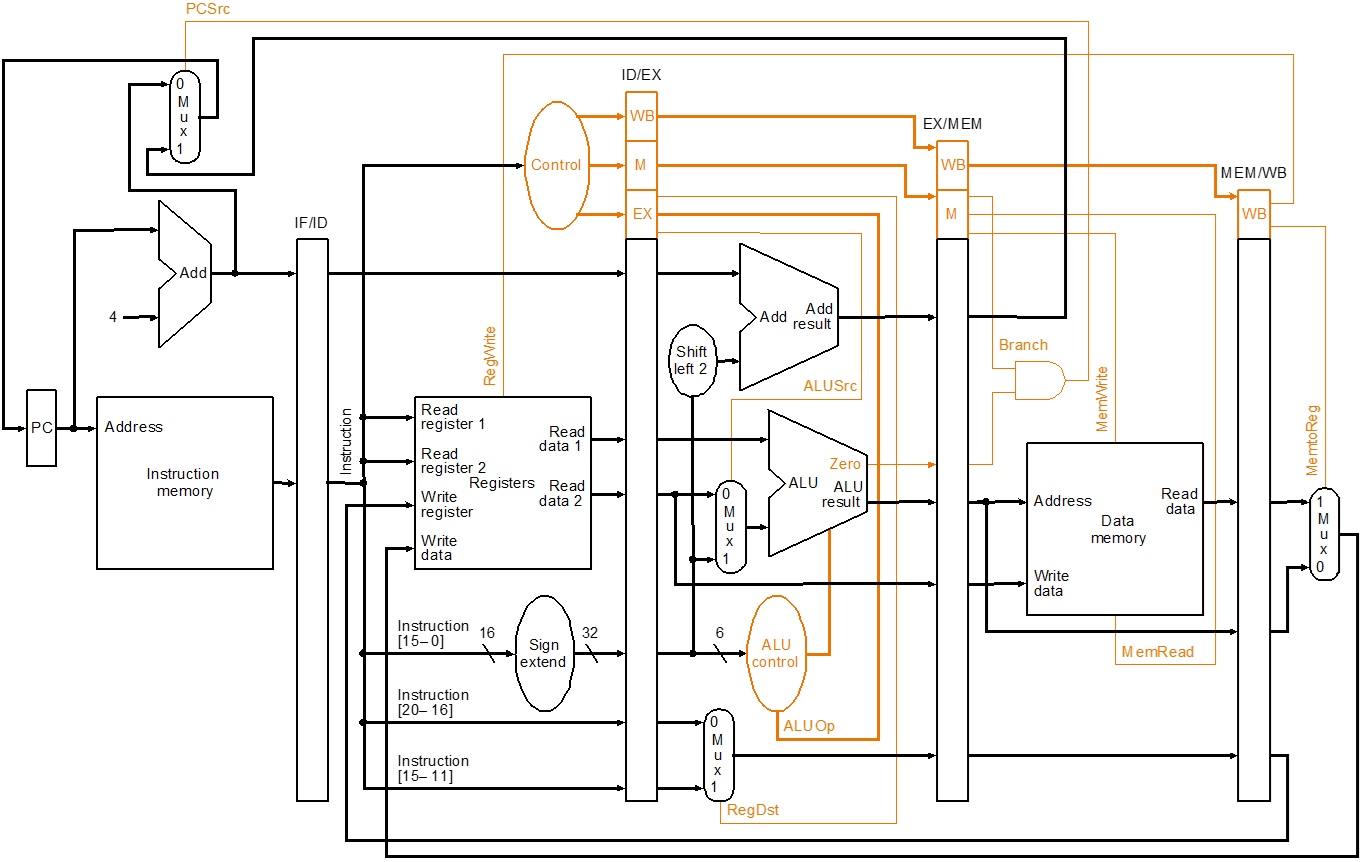 PCSrc
ID/EX
0
M
u
x
1
WB
EX/MEM
Control
M
WB
MEM/WB
EX
M
WB
IF/ID
Add
4
Add
Add
result
Shift
left 2
RegWrite
Branch
ALUSrc
MemWrite
MemtoReg
PC
Address
Instruction
memory
Instruction
Read
register 1
Read
data 1
Read
register 2
Registers
Read
data 2
Write
register
Write
data
0
M
u
x
1
Zero
ALU
ALU
result
Address
Read
data
Data
memory
Write
data
1
M
u
x
0
Instruction
[15–0]
16
Sign
extend
32
6
ALU
control
MemRead
Instruction
[20–16]
0
M
u
x
1
ALUOp
Instruction
[15–11]
RegDst